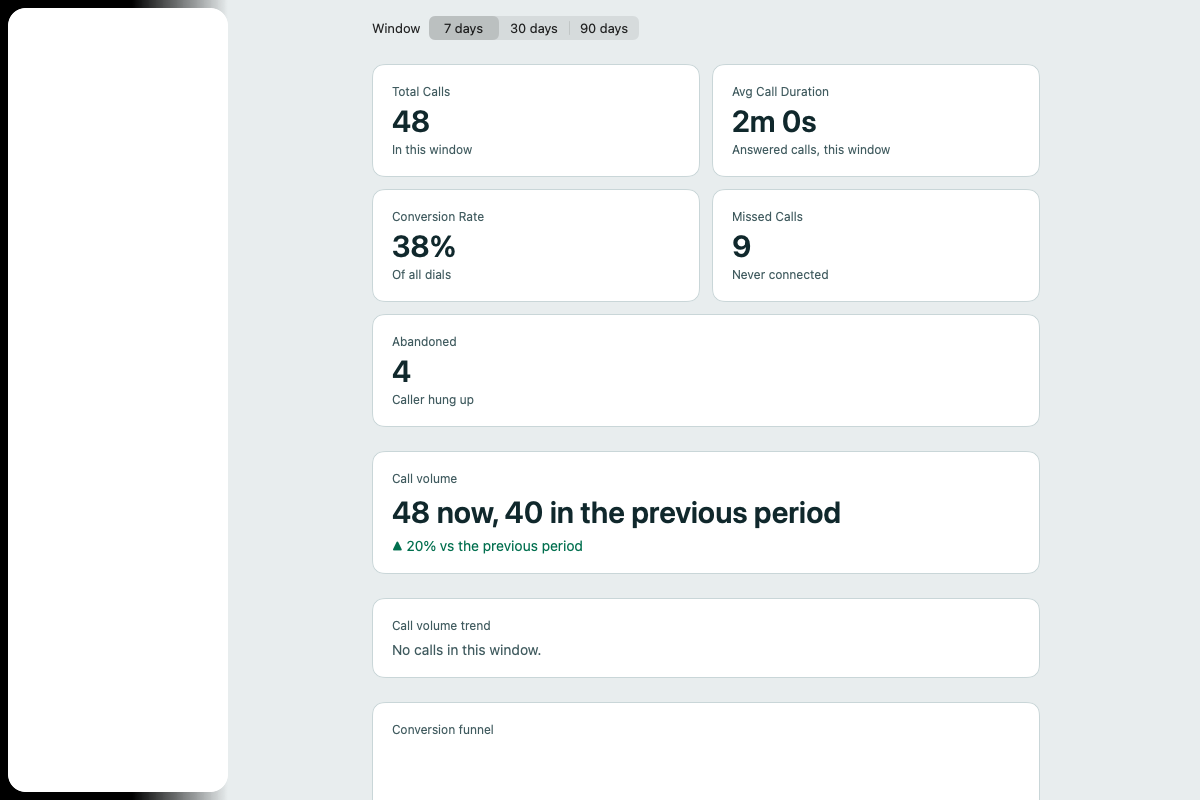 Window 7 days 30 days 90 days
Total Calls
48
In this window
Avg Call Duration
2m 0s
Answered calls, this window
Conversion Rate
38%
Of all dials
Missed Calls
9
Never connected
Abandoned
4
Caller hung up
Call volume
48 now, 40 in the previous period
▲ 20% vs the previous period
Call volume trend
No calls in this window.
Conversion funnel